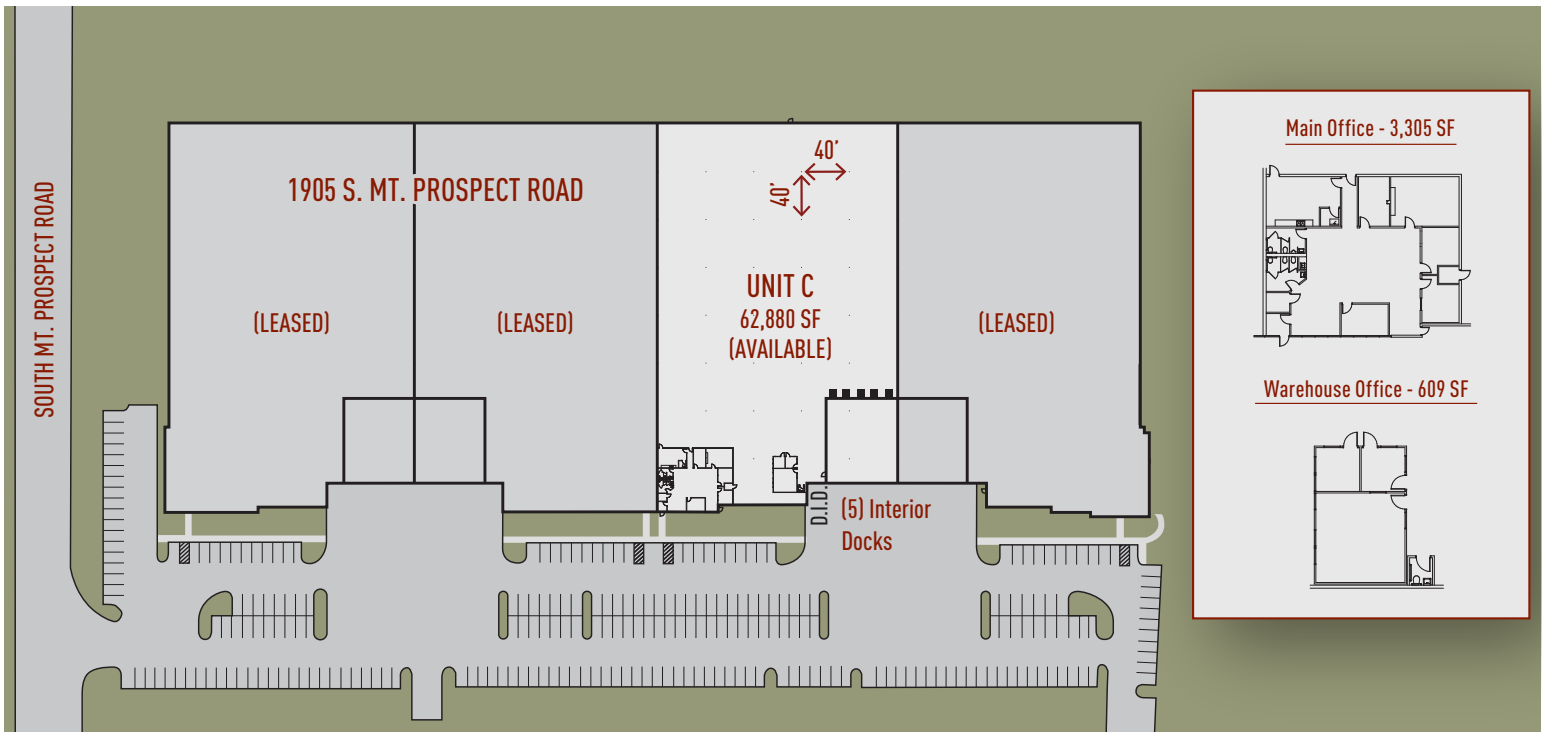 SOUTH MT. PROSPECT ROAD
1905 S. MT. PROSPECT ROAD
40'
40'
(LEASED)
(LEASED)
UNIT C
62,880 SF
(AVAILABLE)
(LEASED)
D.I.D.
(5) Interior
Docks
Main Office - 3,305 SF
Warehouse Office - 609 SF